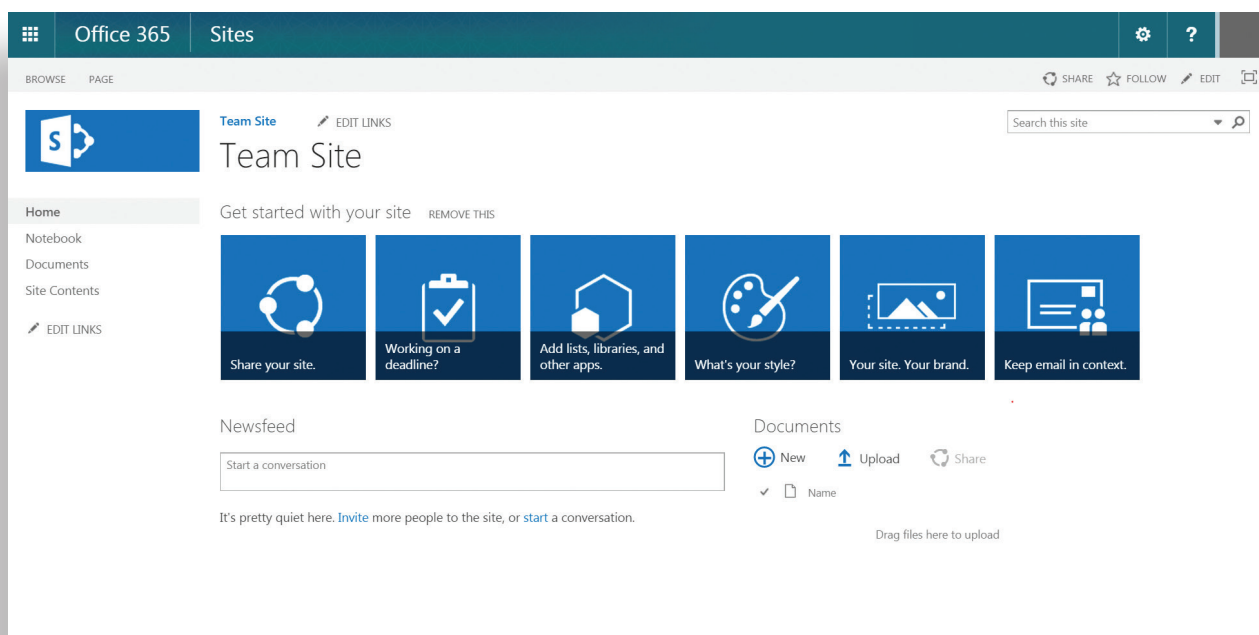 Office 365 Sites ?
BROWSE PAGE SHARE FOLLOW EDIT
S
Team Site EDIT LINKS
Search this site
Team Site
Home
Notebook
Documents
Site Contents
EDIT LINKS
Get started with your site REMOVE THIS
Share your site.
Working on a
deadline?
Add lists, libraries, and
other apps.
What's your style?
Your site. Your brand.
Keep email in context.
Newsfeed
Start a conversation
It's pretty quiet here. Invite more people to the site, or start a conversation.
Documents
New Upload Share
Name
Drag files here to upload